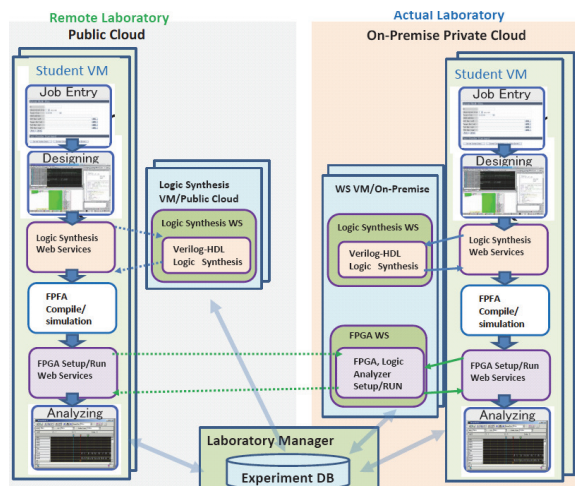 Remote Laboratory
Public Cloud
Actual Laboratory
On-Premise Private Cloud
Student VM
Job Entry
Designing
Logic Synthesis
Web Services
FPFA
Compile/
simulation
FPGA Setup/Run
Web Services
Analyzing
Logic Synthesis
VM/Public Cloud
Logic Synthesis WS
Verilog-HDL
Logic Synthesis
WS VM/On-Premise
Logic Synthesis WS
Verilog-HDL
Logic Synthesis
FPGA WS
FPGA, Logic
Analyzer
Setup/RUN
Student VM
Job Entry
Designing
Logic Synthesis
Web Services
FPFA
Compile/
simulation
FPGA Setup/Run
Web Services
Analyzing
Laboratory Manager
Experiment DB